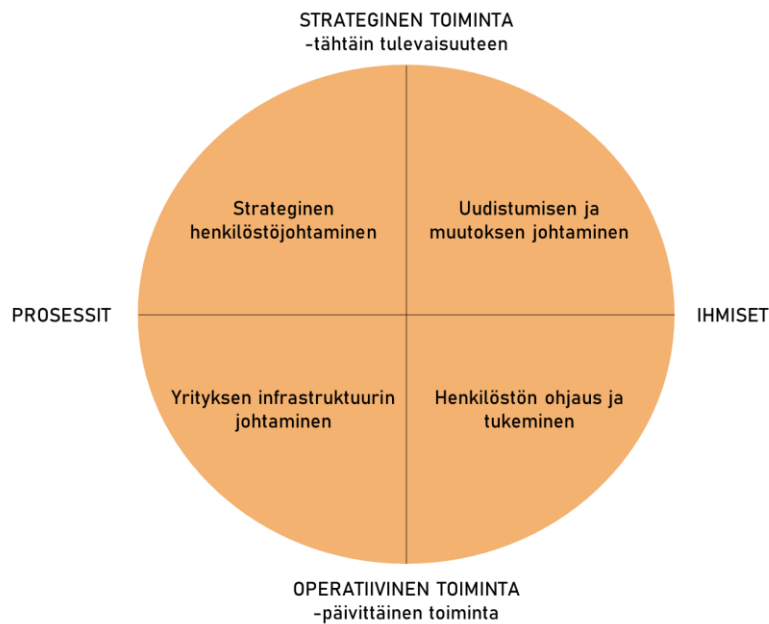 STRATEGINEN TOIMINTA
-tähtäin tulevaisuuteen
Strateginen
henkilöstöjohtaminen
Uudistumisen ja
muutoksen johtaminen
PROSESSIT
IHMISET
Yrityksen infrastruktuurin
johtaminen
Henkilöstön ohjaus ja
tukeminen
OPERATIIVINEN TOIMINTA
-päivittäinen toiminta